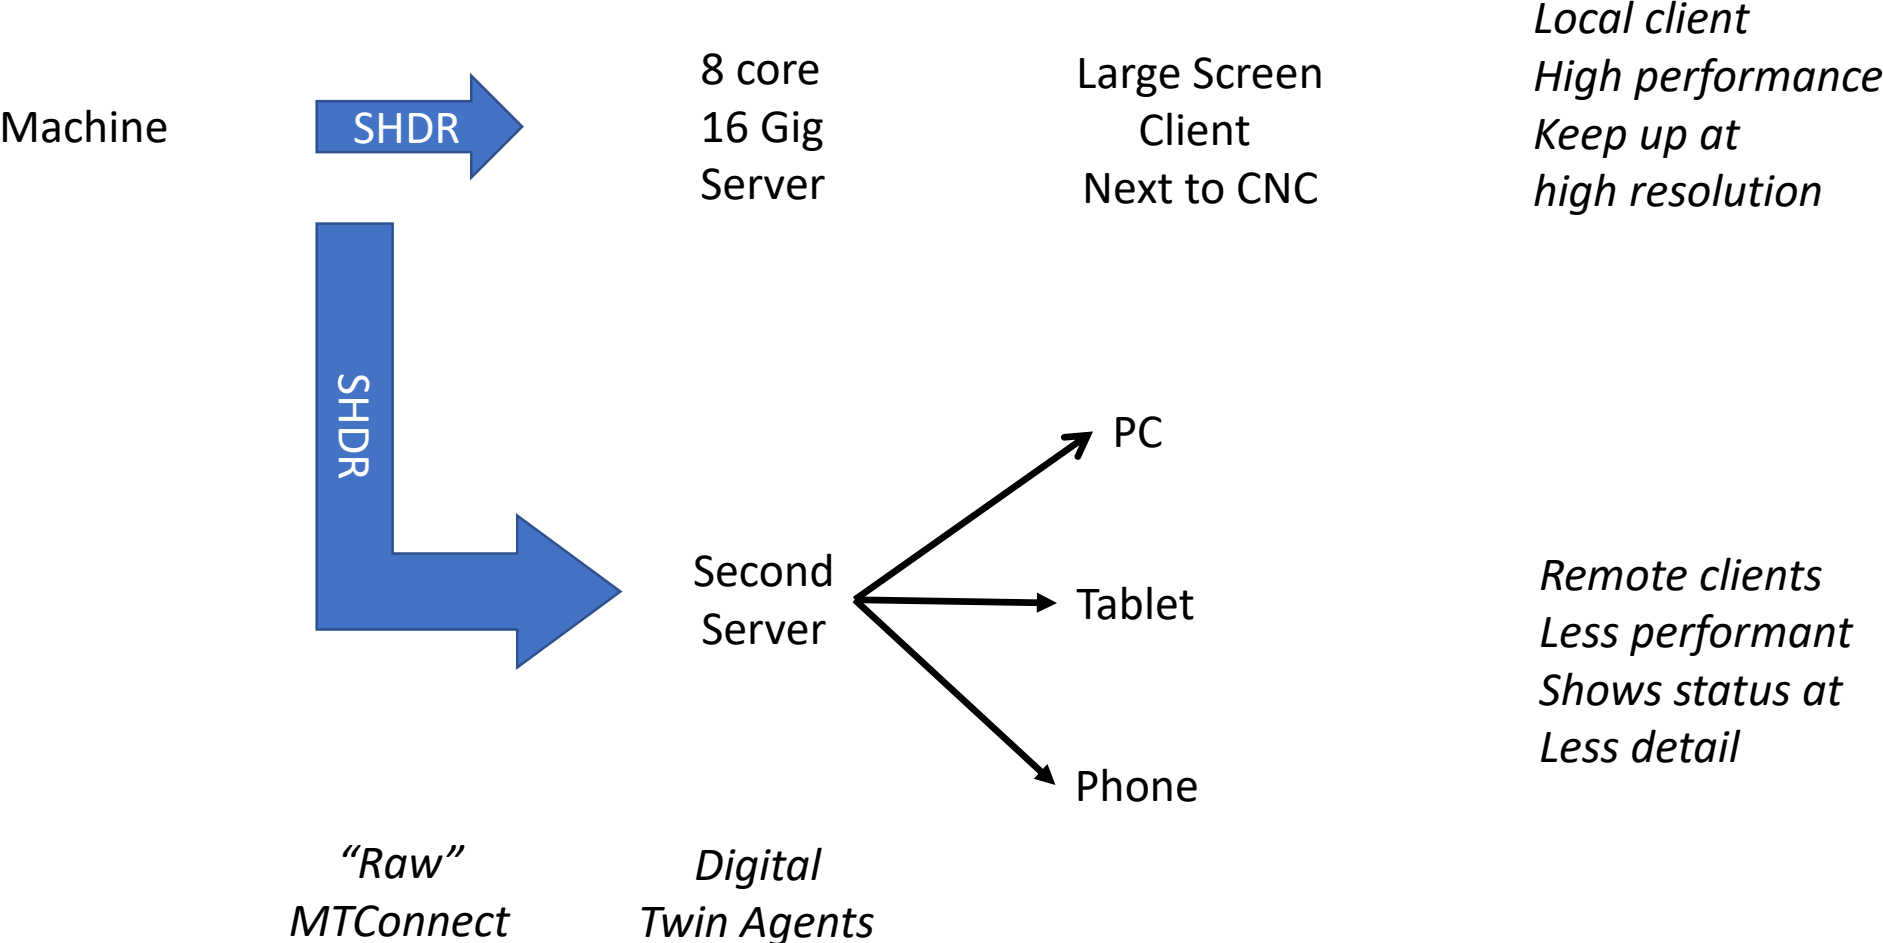 Machine
SHDR
8 core
16 Gig
Server
Large Screen
Client
Next to CNC
Local client
High performance
Keep up at
high resolution
SHDR
Second
Server
PC
Tablet
Phone
Remote clients
Less performant
Shows status at
Less detail
“Raw”
MTConnect
Digital
Twin Agents